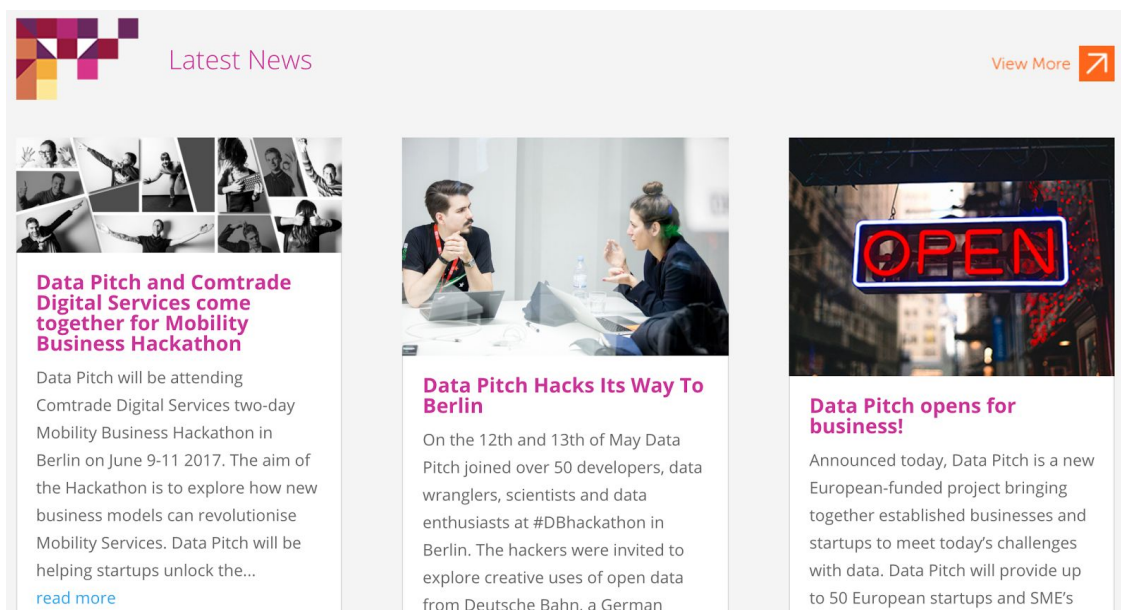 Latest News
View More
Data Pitch and Comtrade
Digital Services come
together for Mobility
Business Hackathon
Data Pitch will be attending
Comtrade Digital Services two-day
Mobility Business Hackathon in
Berlin on June 9-11 2017. The aim of
the Hackathon is to explore how new
business models can revolutionise
Mobility Services. Data Pitch will be
helping startups unlock the...
read more
Data Pitch Hacks Its Way To
Berlin
On the 12th and 13th of May Data
Pitch joined over 50 developers, data
wranglers, scientists and data
enthusiasts at #DBhackathon in
Berlin. The hackers were invited to
explore creative uses of open data
from Deutsche Bahn, a German
OPEN
Data Pitch opens for
business!
Announced today, Data Pitch is a new
European-funded project bringing
together established businesses and
startups to meet today's challenges
with data. Data Pitch will provide up
to 50 European startups and SME's